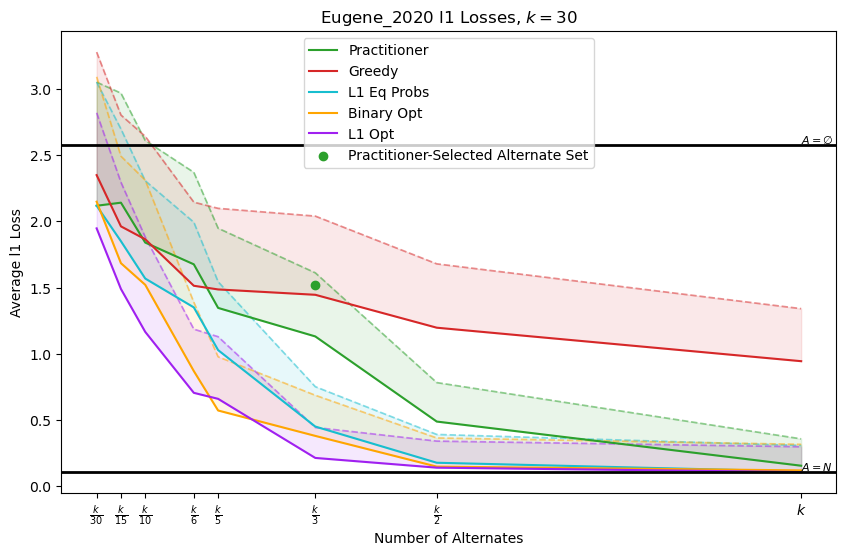 Eugene_2020 l1 Losses, k = 30
Average l1 Loss
3.0
2.5
2.0
1.5
1.0
0.5
0.0
Practitioner
Greedy
L1 Eq Probs
Binary Opt
L1 Opt
Practitioner-Selected Alternate Set
A = ∅
A = N
k/30 k/15 k/10 k/6 k/5 k/3 k/2 k
Number of Alternates